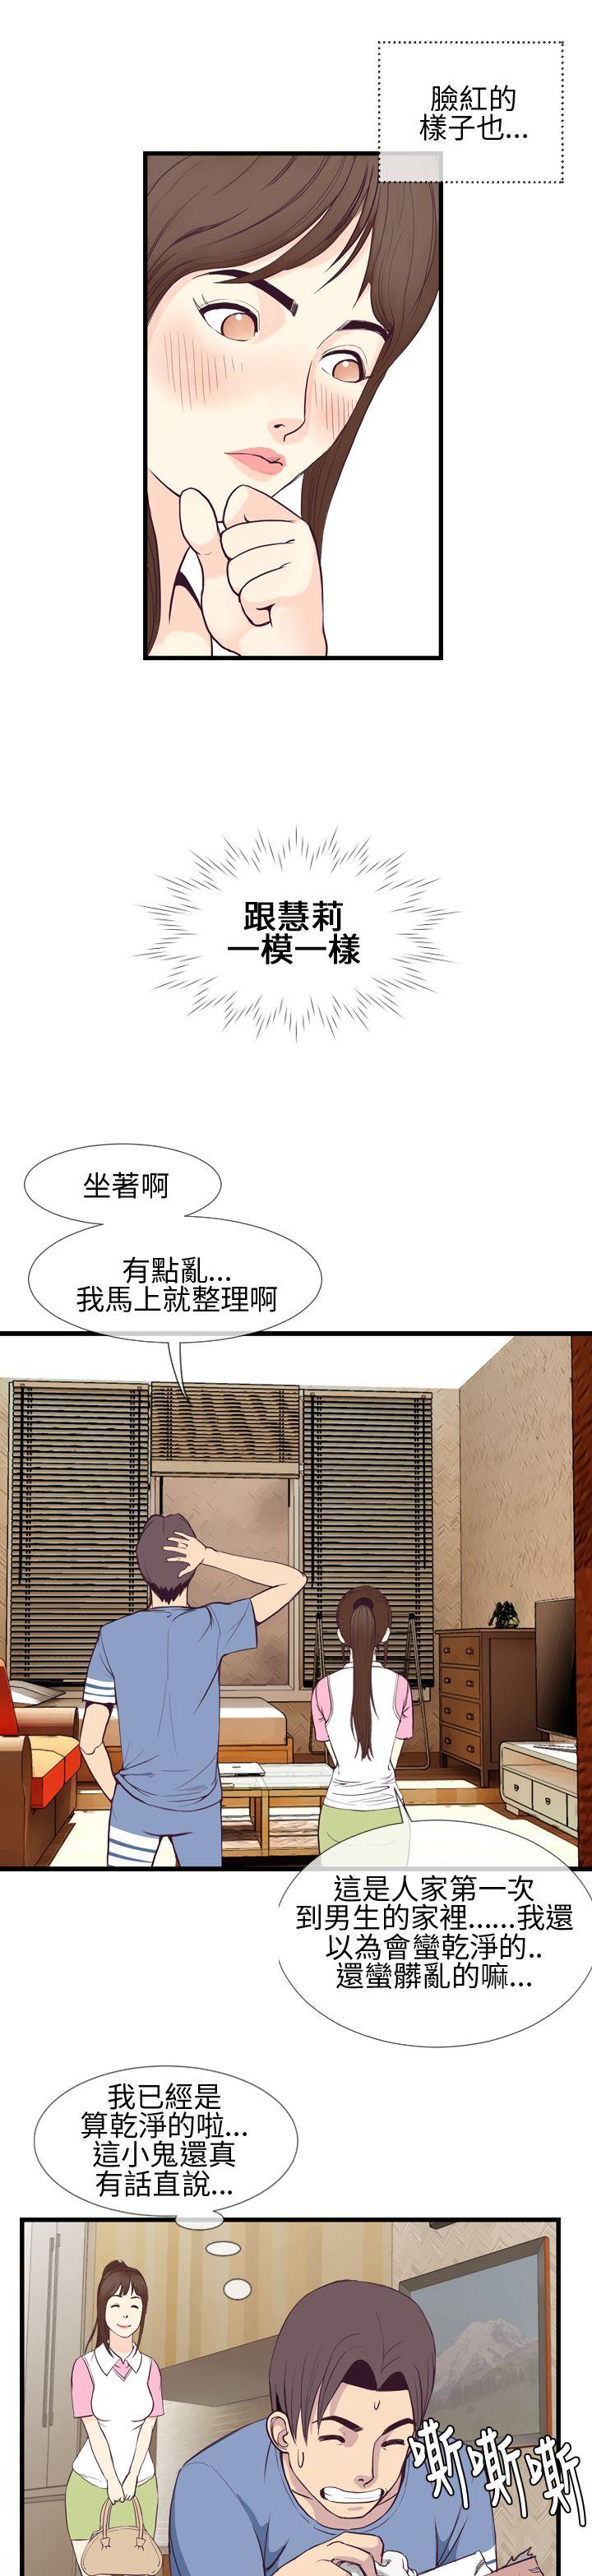 臉紅的
樣子也...
跟慧莉
一模一樣
坐著啊
有點亂...
我馬上就整理啊
這是人家第一次
到男生的家裡......我還
以為會蠻乾淨的..
還蠻髒亂的嘛...
我已經是
算乾淨的啦...
這小鬼還真
有話直說...
嘶嘶嘶